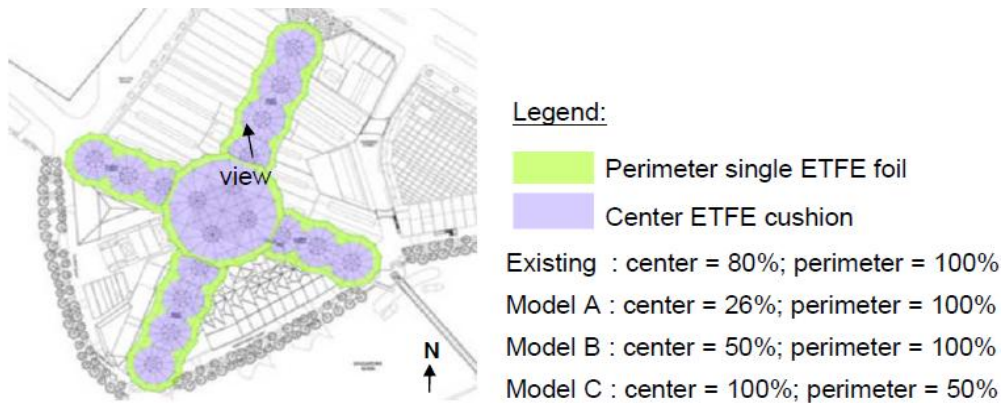 view
N
Legend:
Perimeter single ETFE foil
Center ETFE cushion
Existing : center = 80%; perimeter = 100%
Model A : center = 26%; perimeter = 100%
Model B : center = 50%; perimeter = 100%
Model C : center = 100%; perimeter = 50%